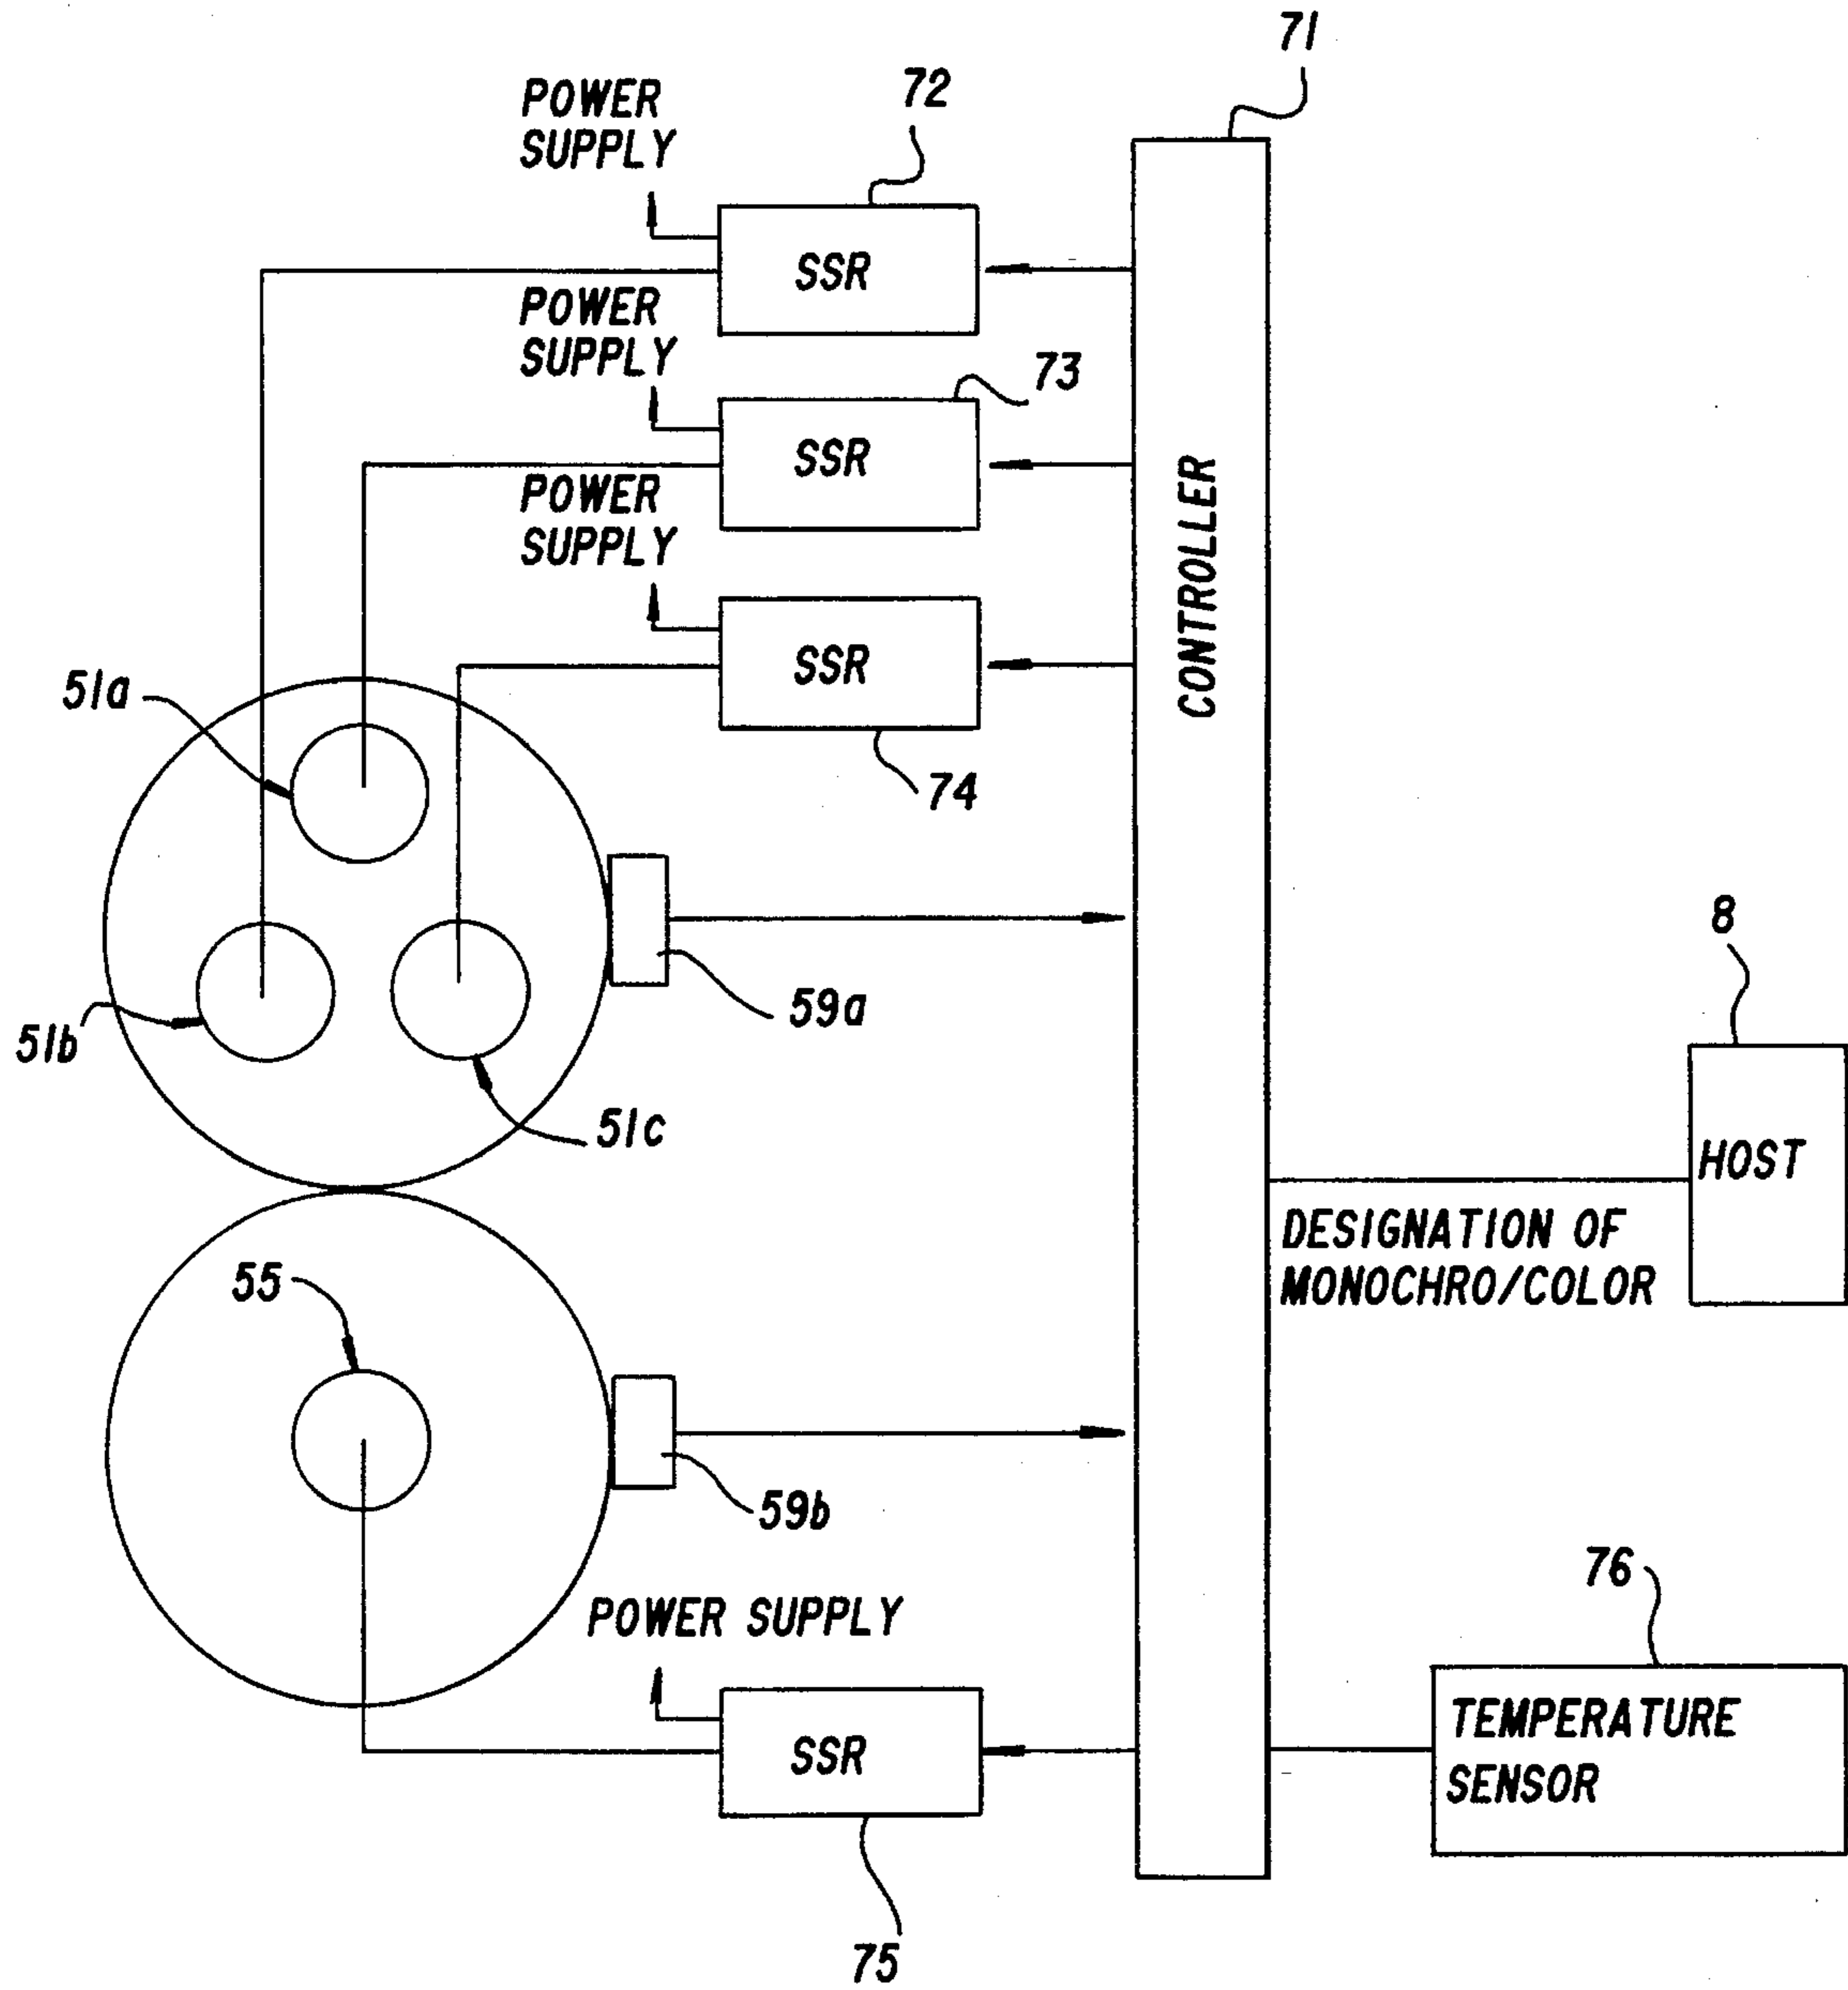 71
72
POWER
SUPPLY
SSR
POWER
SUPPLY
73
SSR
POWER
SUPPLY
CONTROLLER
SSR
51a
74
8
59a
51b
51c
HOST
DESIGNATION OF
MONOCHRO/COLOR
55
59b
76
POWER SUPPLY
TEMPERATURE
SENSOR
SSR
75